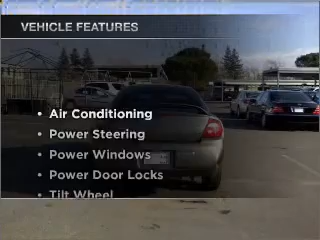 VEHICLE FEATURES
• Air Conditioning
• Power Steering
• Power Windows
• Power Door Locks
• Tilt Wheel